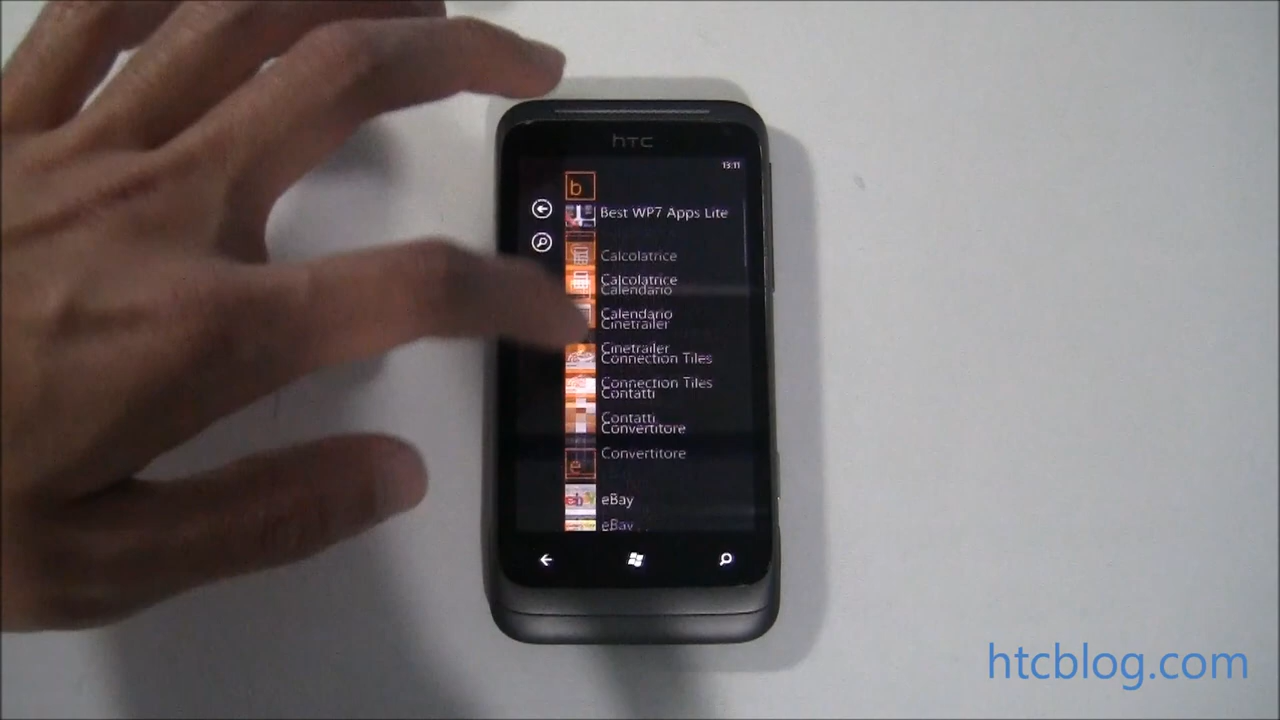 hTC
13:11
b
Best WP7 Apps Lite
Calcolatrice
Calcolatrice
Calendario
Calendario
Cinetrailer
Cinetrailer
Connection Tiles
Connection Tiles
Contatti
Contatti
Convertitore
Convertitore
e
eBay
eBay
htcblog.com